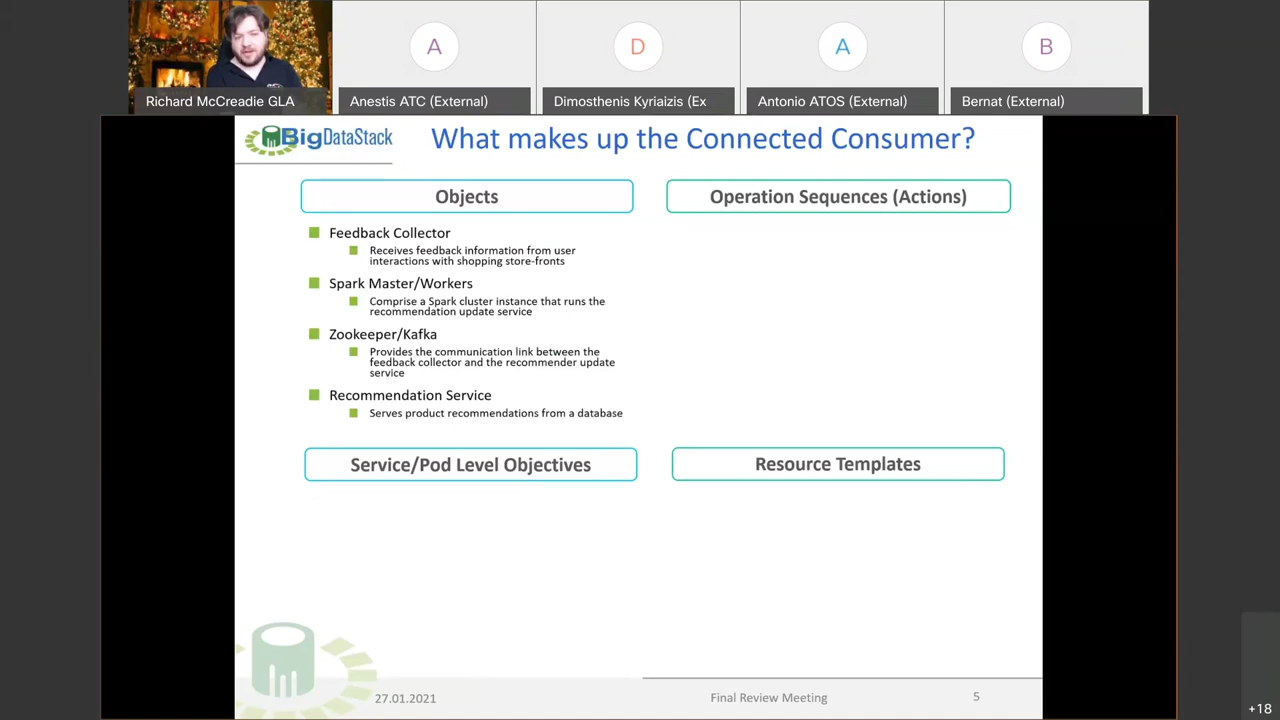 A
D
A
B
Richard McCreadie GLA
Anestis ATC (External)
Dimosthenis Kyriaizis (Ex
Antonio ATOS (External)
Bernat (External)
BigDataStack
What makes up the Connected Consumer?
Objects
Feedback Collector
Receives feedback information from user
interactions with shopping store-fronts
Spark Master/Workers
Comprise a Spark cluster instance that runs the
recommendation update service
Zookeeper/Kafka
Provides the communication link between the
feedback collector and the recommender update
service
Recommendation Service
Serves product recommendations from a database
Operation Sequences (Actions)
Service/Pod Level Objectives
Resource Templates
27.01.2021
Final Review Meeting
5
+18